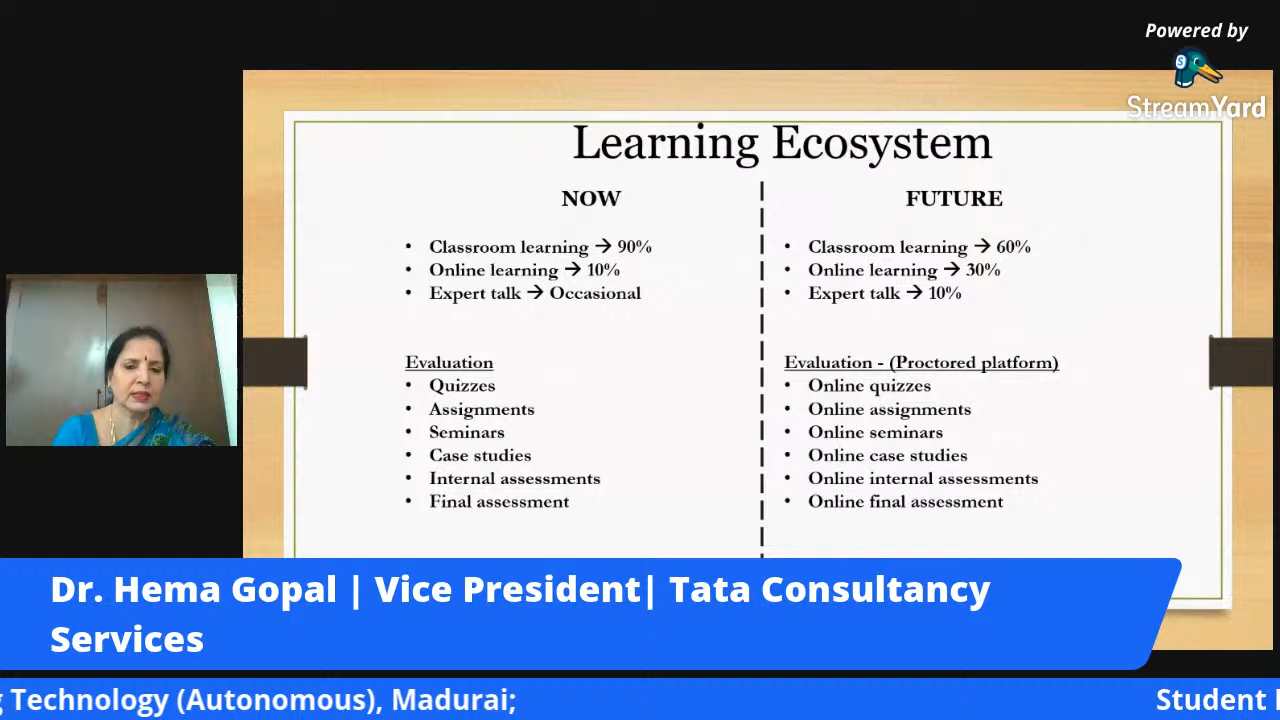 Powered by
StreamYard
Learning Ecosystem
NOW
• Classroom learning → 90%
• Online learning → 10%
• Expert talk → Occasional
Evaluation
• Quizzes
• Assignments
• Seminars
• Case studies
• Internal assessments
• Final assessment
FUTURE
• Classroom learning → 60%
• Online learning → 30%
• Expert talk → 10%
Evaluation - (Proctored platform)
• Online quizzes
• Online assignments
• Online seminars
• Online case studies
• Online internal assessments
• Online final assessment
Dr. Hema Gopal | Vice President| Tata Consultancy
Services
Technology (Autonomous), Madurai; Student